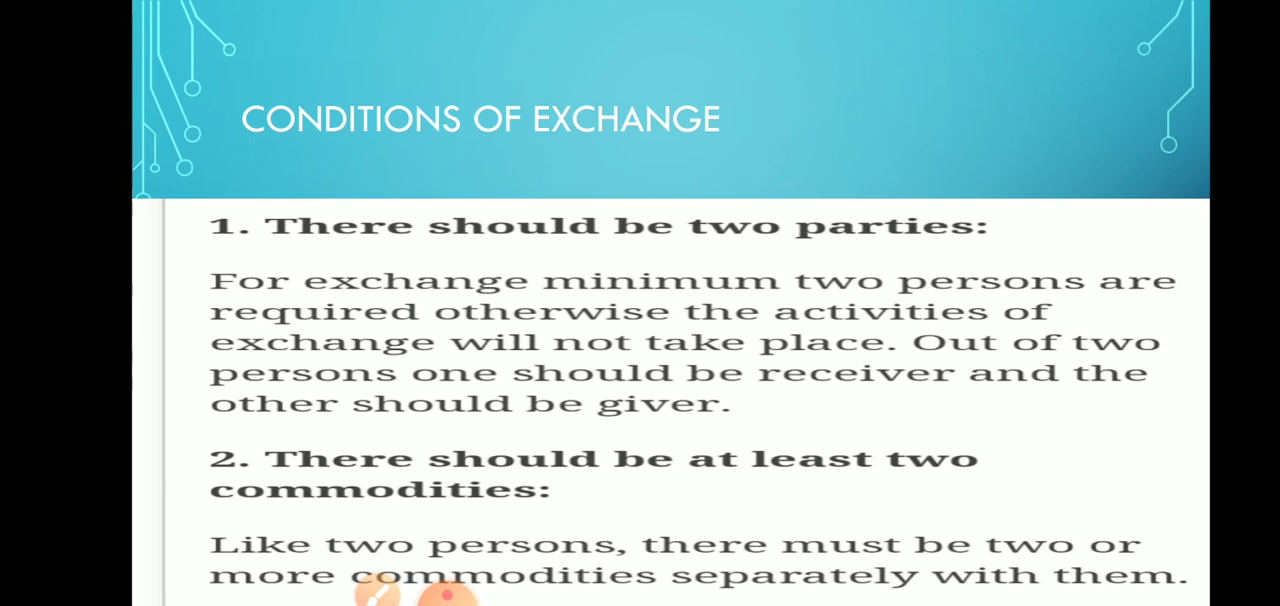 CONDITIONS OF EXCHANGE
1. There should be two parties:
For exchange minimum two persons are
required otherwise the activities of
exchange will not take place. Out of two
persons one should be receiver and the
other should be giver.
2. There should be at least two
commodities:
Like two persons, there must be two or
more commodities separately with them.